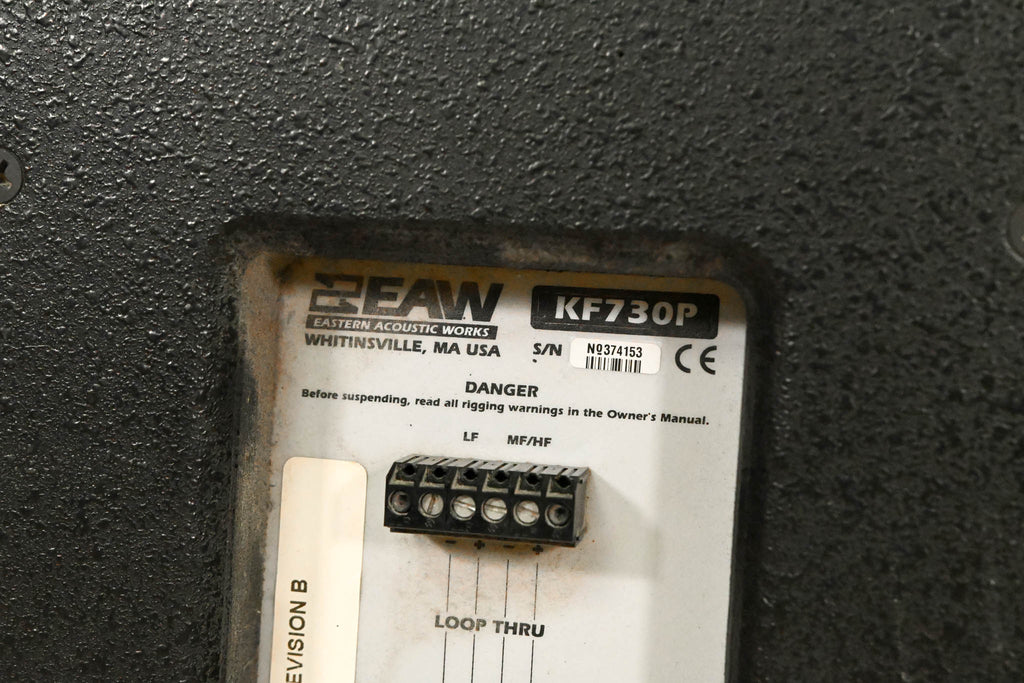 EAW
EASTERN ACOUSTIC WORKS
WHITINSVILLE, MA USA
KF730P
S/N Nº374153 CE
DANGER
Before suspending, read all rigging warnings in the Owner's Manual.
LF MF/HF
- + - +
LOOP THRU
EVISION B